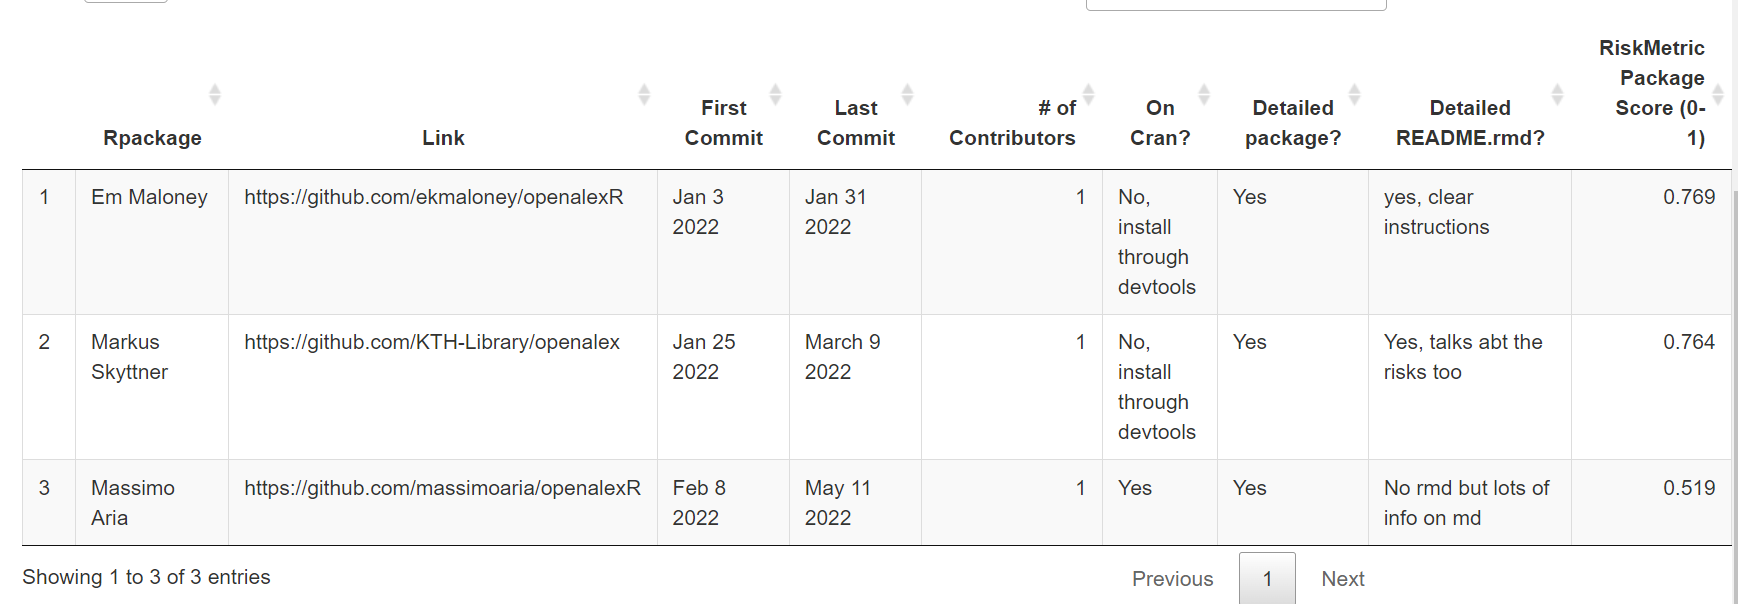 Rpackage Link First Commit Last Commit # of Contributors On Cran? Detailed package? Detailed README.rmd? RiskMetric Package Score (0-1)
1 Em Maloney https://github.com/ekmaloney/openalexR Jan 3 2022 Jan 31 2022 1 No, install through devtools Yes yes, clear instructions 0.769
2 Markus Skyttner https://github.com/KTH-Library/openalex Jan 25 2022 March 9 2022 1 No, install through devtools Yes Yes, talks abt the risks too 0.764
3 Massimo Aria https://github.com/massimoaria/openalexR Feb 8 2022 May 11 2022 1 Yes Yes No rmd but lots of info on md 0.519
Showing 1 to 3 of 3 entries
Previous 1 Next